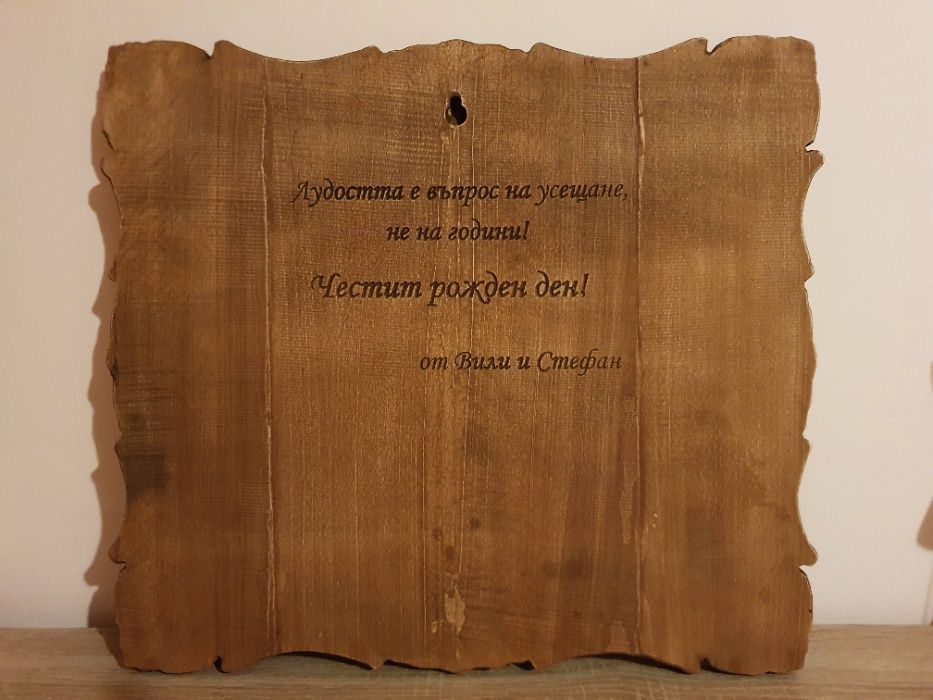 Лудостта е въпрос на усещане,
не на години!
Честит рожден ден!
от Вили и Стефан